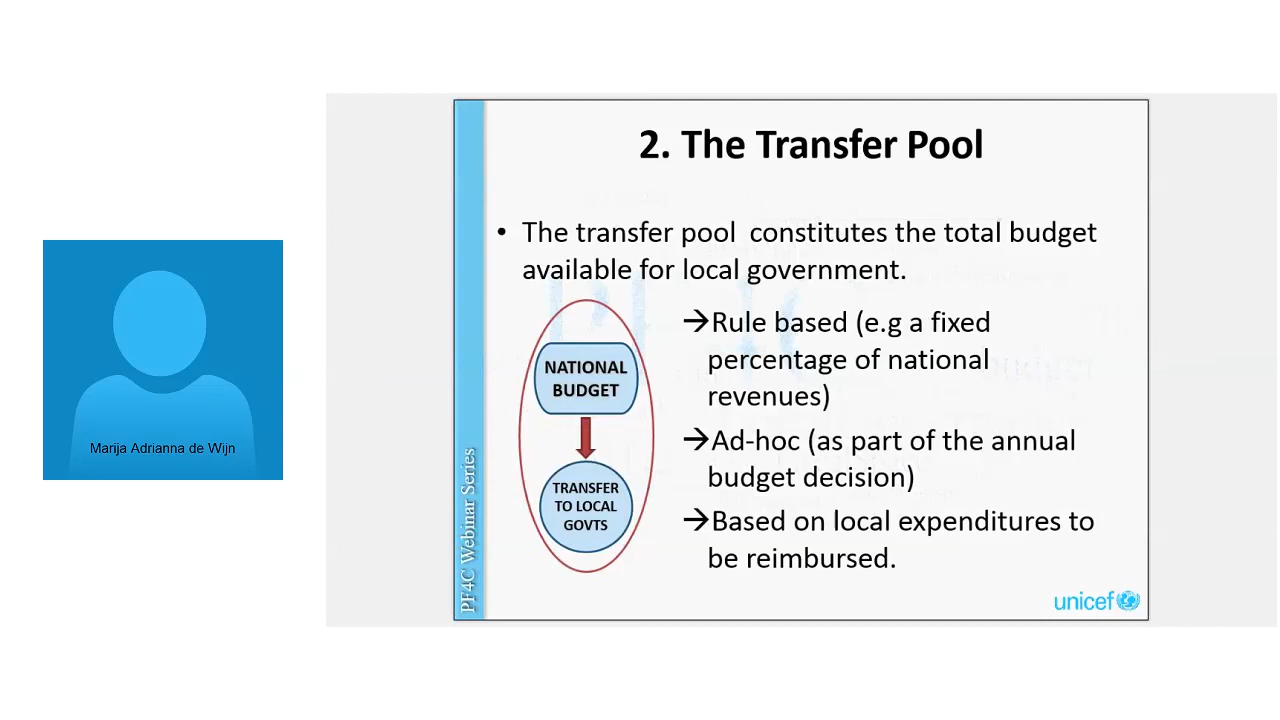 Marija Adrianna de Wijn
2. The Transfer Pool
• The transfer pool constitutes the total budget
available for local government.
NATIONAL
BUDGET
TRANSFER
TO LOCAL
GOVTS
→Rule based (e.g a fixed
percentage of national
revenues)
→Ad-hoc (as part of the annual
budget decision)
→Based on local expenditures to
be reimbursed.
PF4C Webinar Series
unicef